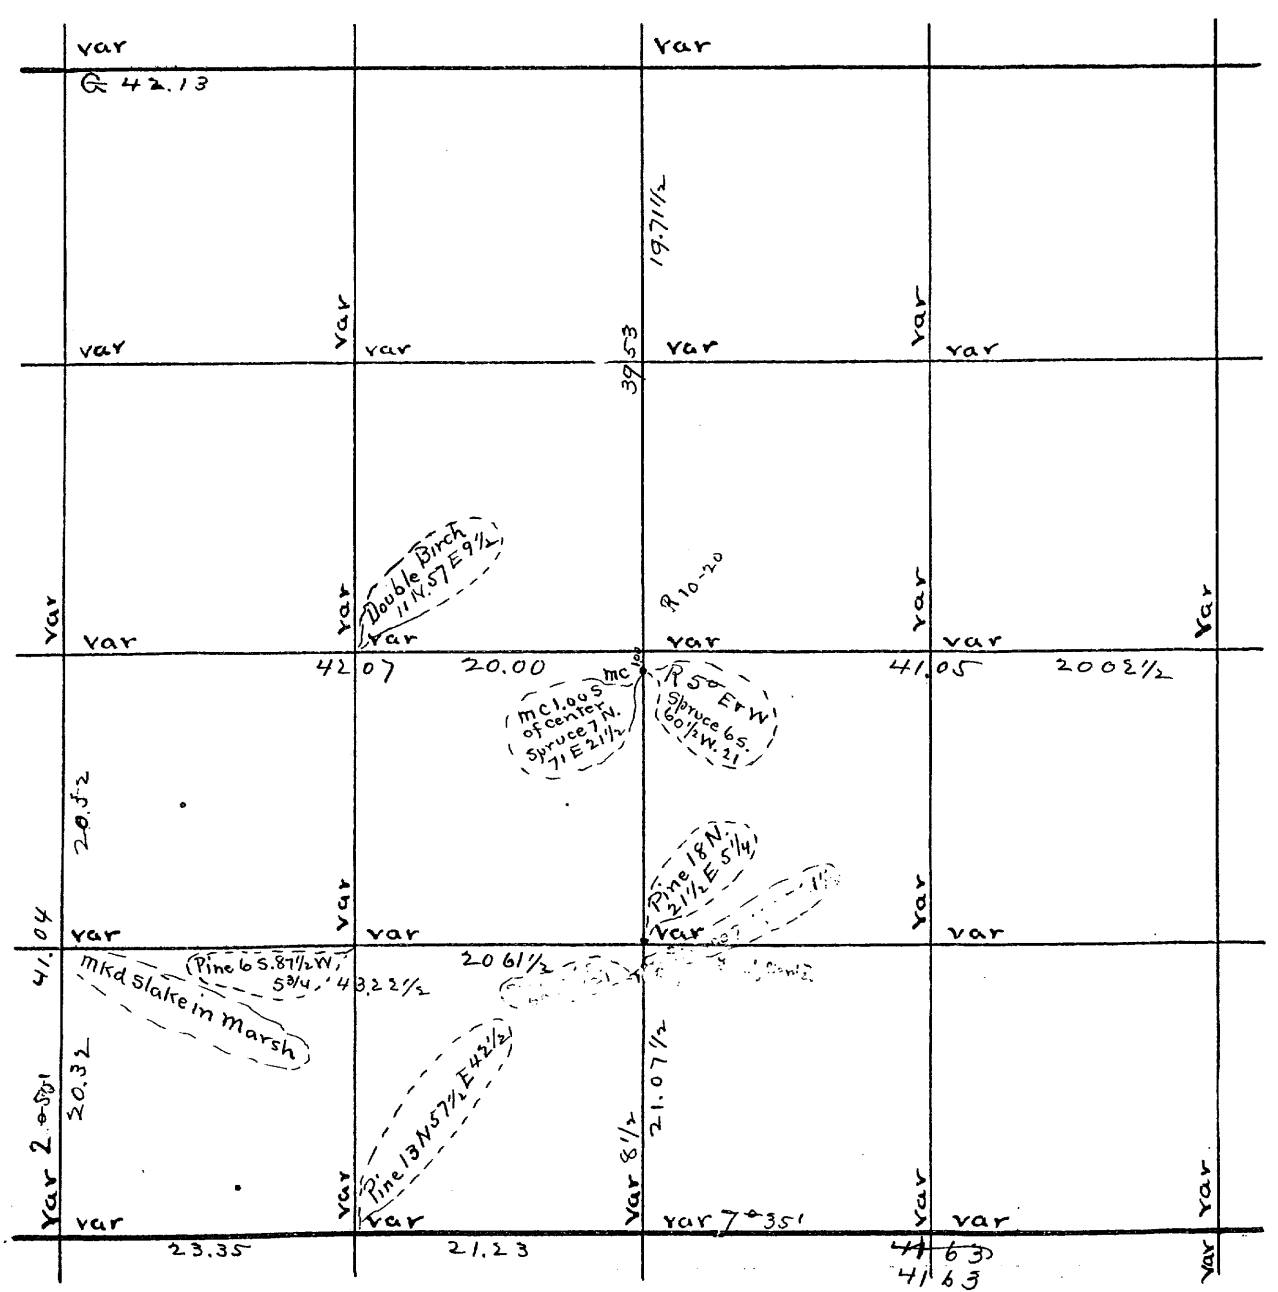 var
var
G 42.13
19.71½
var
var
var
var
39.53
var
var
Double Birch
11 N.57 E 9½
R 10-20
var
var
var
var
var
var
var
var
42.07
20.00
41.05
20 02½
mc
mc 1.00 S
of center
Spruce 7 N.
71 E 21½
R 50 E & W
Spruce 6 S.
60½ W. 21
20.52
Pine 18 N.
21½ E 5¼
var
var
41.04
var
var
var
var
Pine 6 S.87½ W.
5¾
43.22½
20 61½
mkd Stake in Marsh
20.32
Pine 13 N 57½ E 42½
21.07½
8½
var
var
var
var
var
var
var
var 7°35'
var
23.35
21.23
41 63
41 63
var